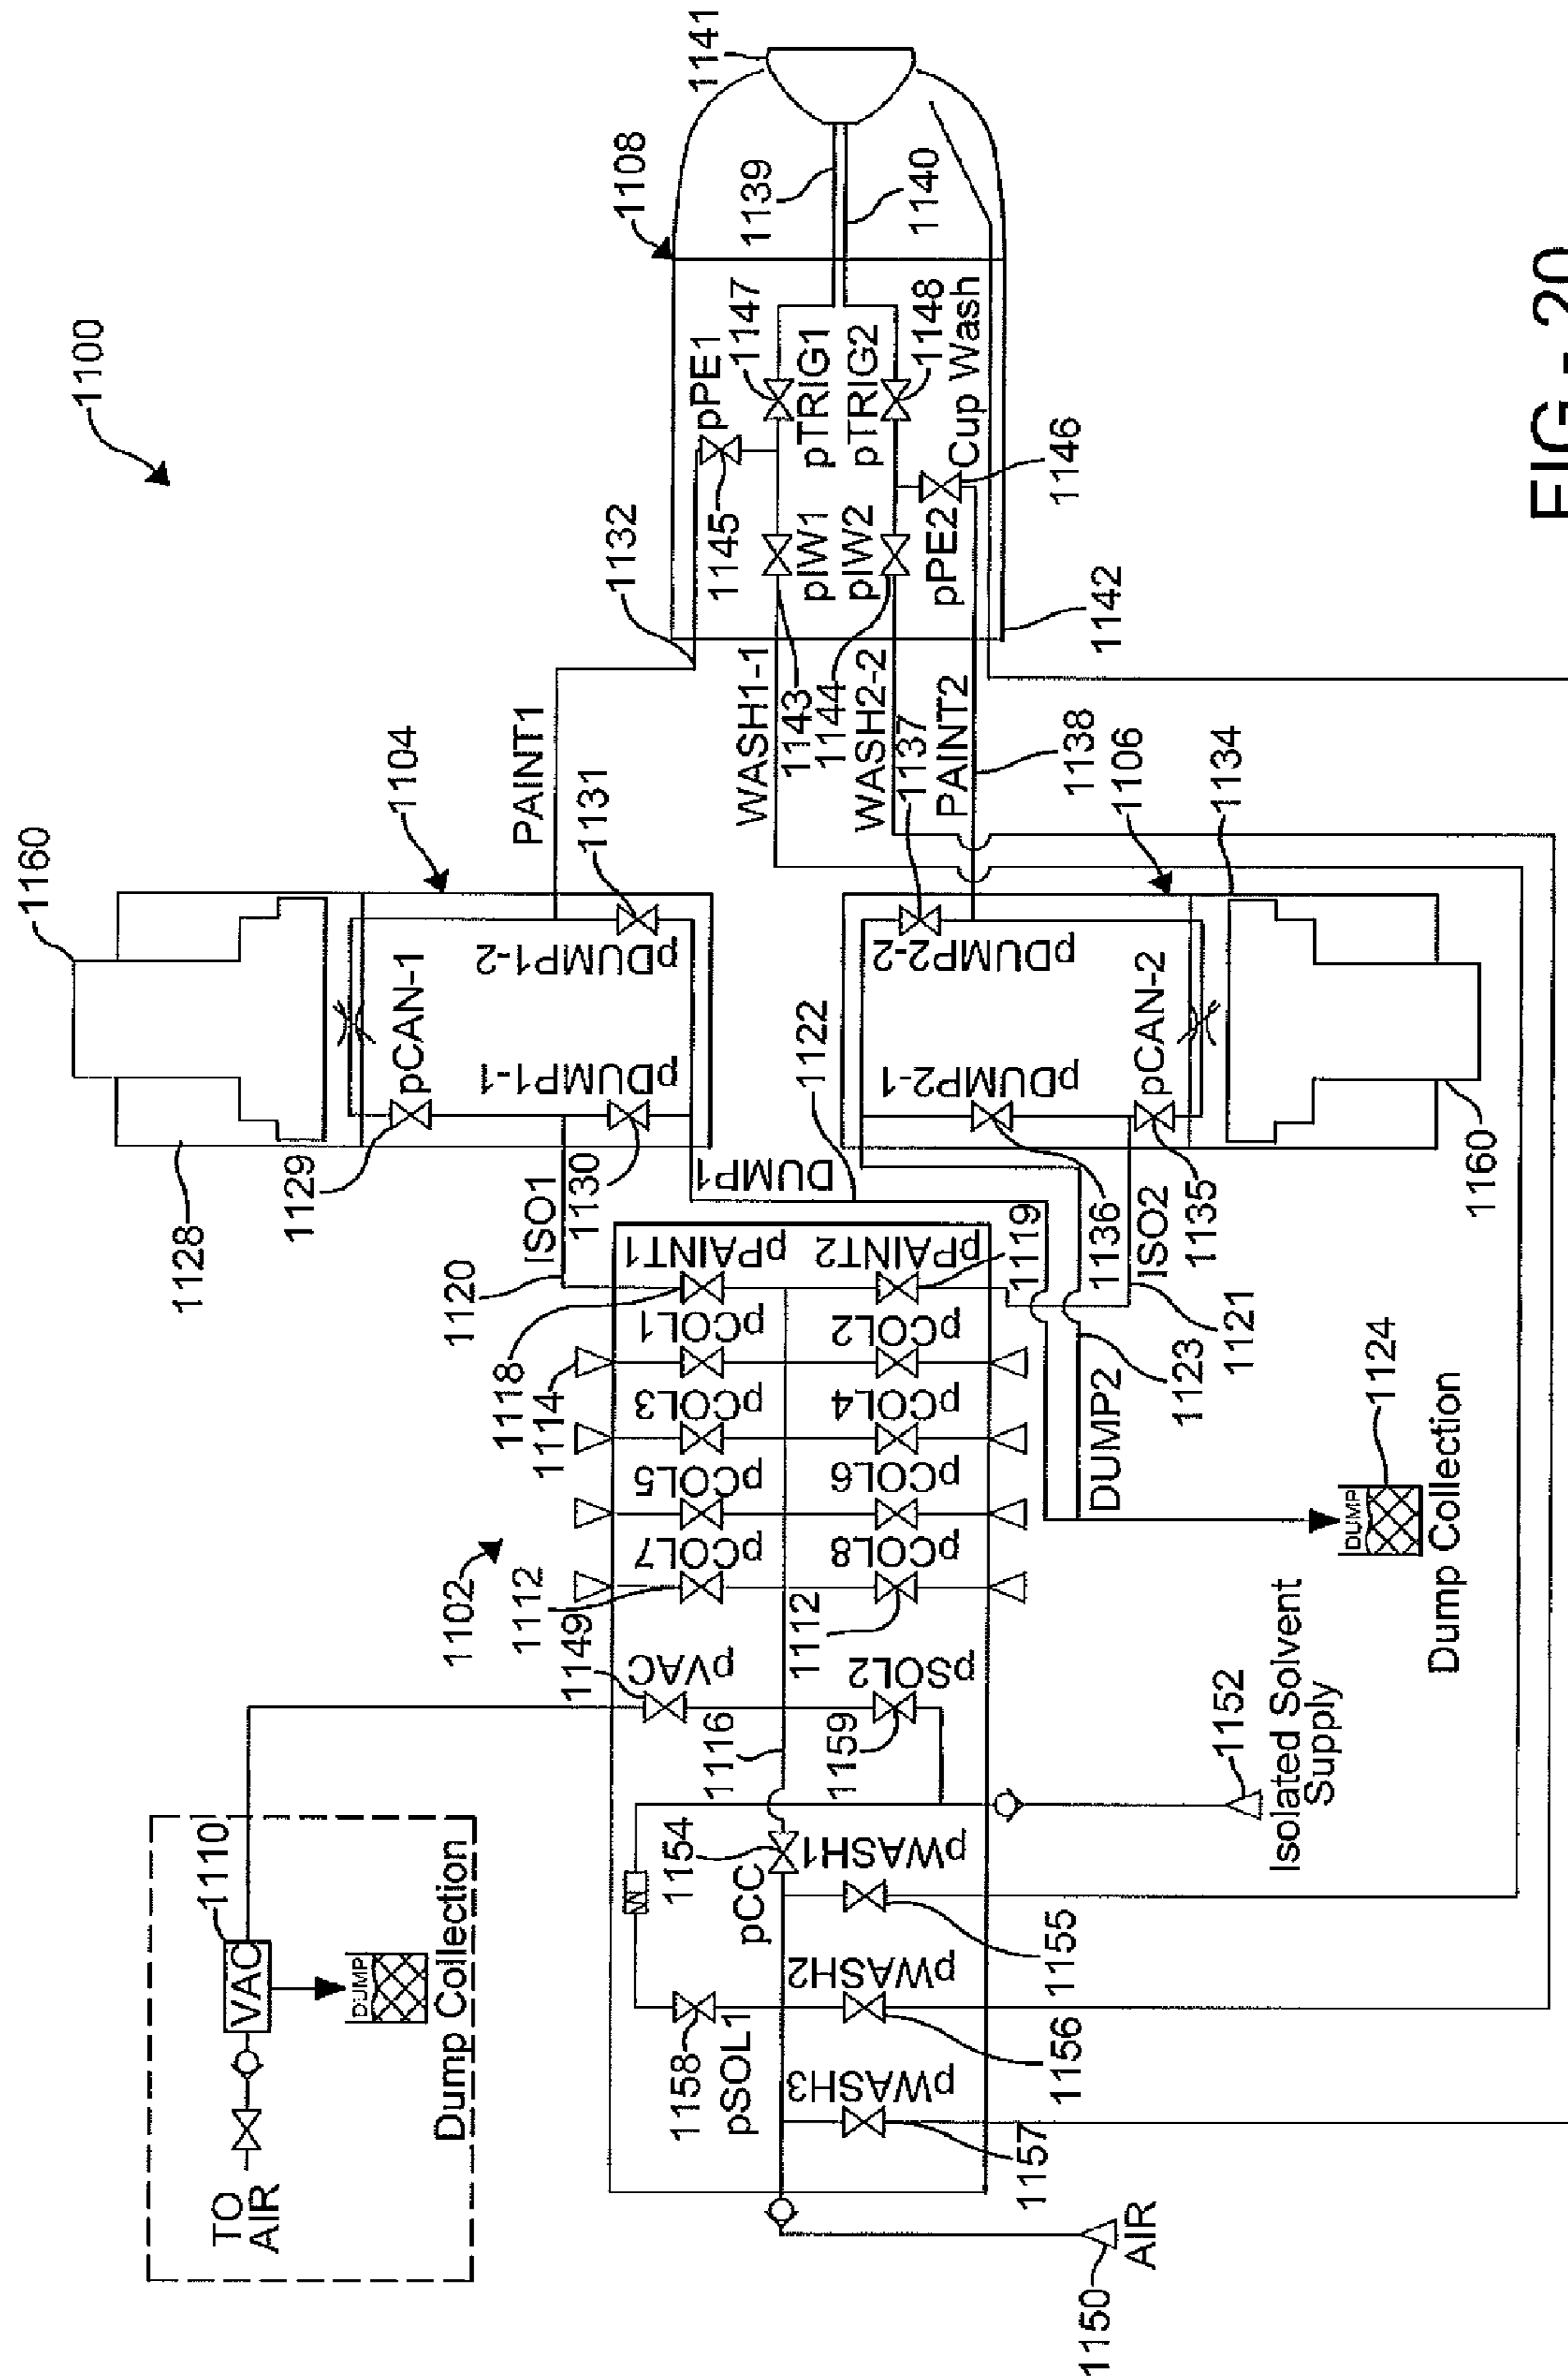 1100
1160
1104
PAINT1
1131
1132
1108
pPE1
1147
1145
pTRIG1
pIW1
1139
1141
1140
pTRIG2
1148
pIW2
pPE2
Cup Wash
1146
1142
WASH1-1
1143
1144
WASH2-2
1137
PAINT2
1138
1106
1134
1128
1129
pCAN-1
pDUMP1-1
pDUMP1-2
1130
ISO1
1120
DUMP1
1122
pDUMP2-2
pDUMP2-1
pCAN-2
1160
1136
1135
ISO2
1121
1119
1123
DUMP2
1118
1114
pPAINT1
pPAINT2
pCOL1
pCOL2
pCOL3
pCOL4
pCOL5
pCOL6
pCOL7
pCOL8
1102
1112
1112
1149
pVAC
pSOL2
1116
1159
1154
pCC
pWASH1
1155
pWASH2
1156
pWASH3
1157
1158
pSOL1
1110
VAC
DUMP
Dump Collection
TO
AIR
1150
AIR
1152
Isolated Solvent
Supply
1124
DUMP
Dump Collection
FIG - 20